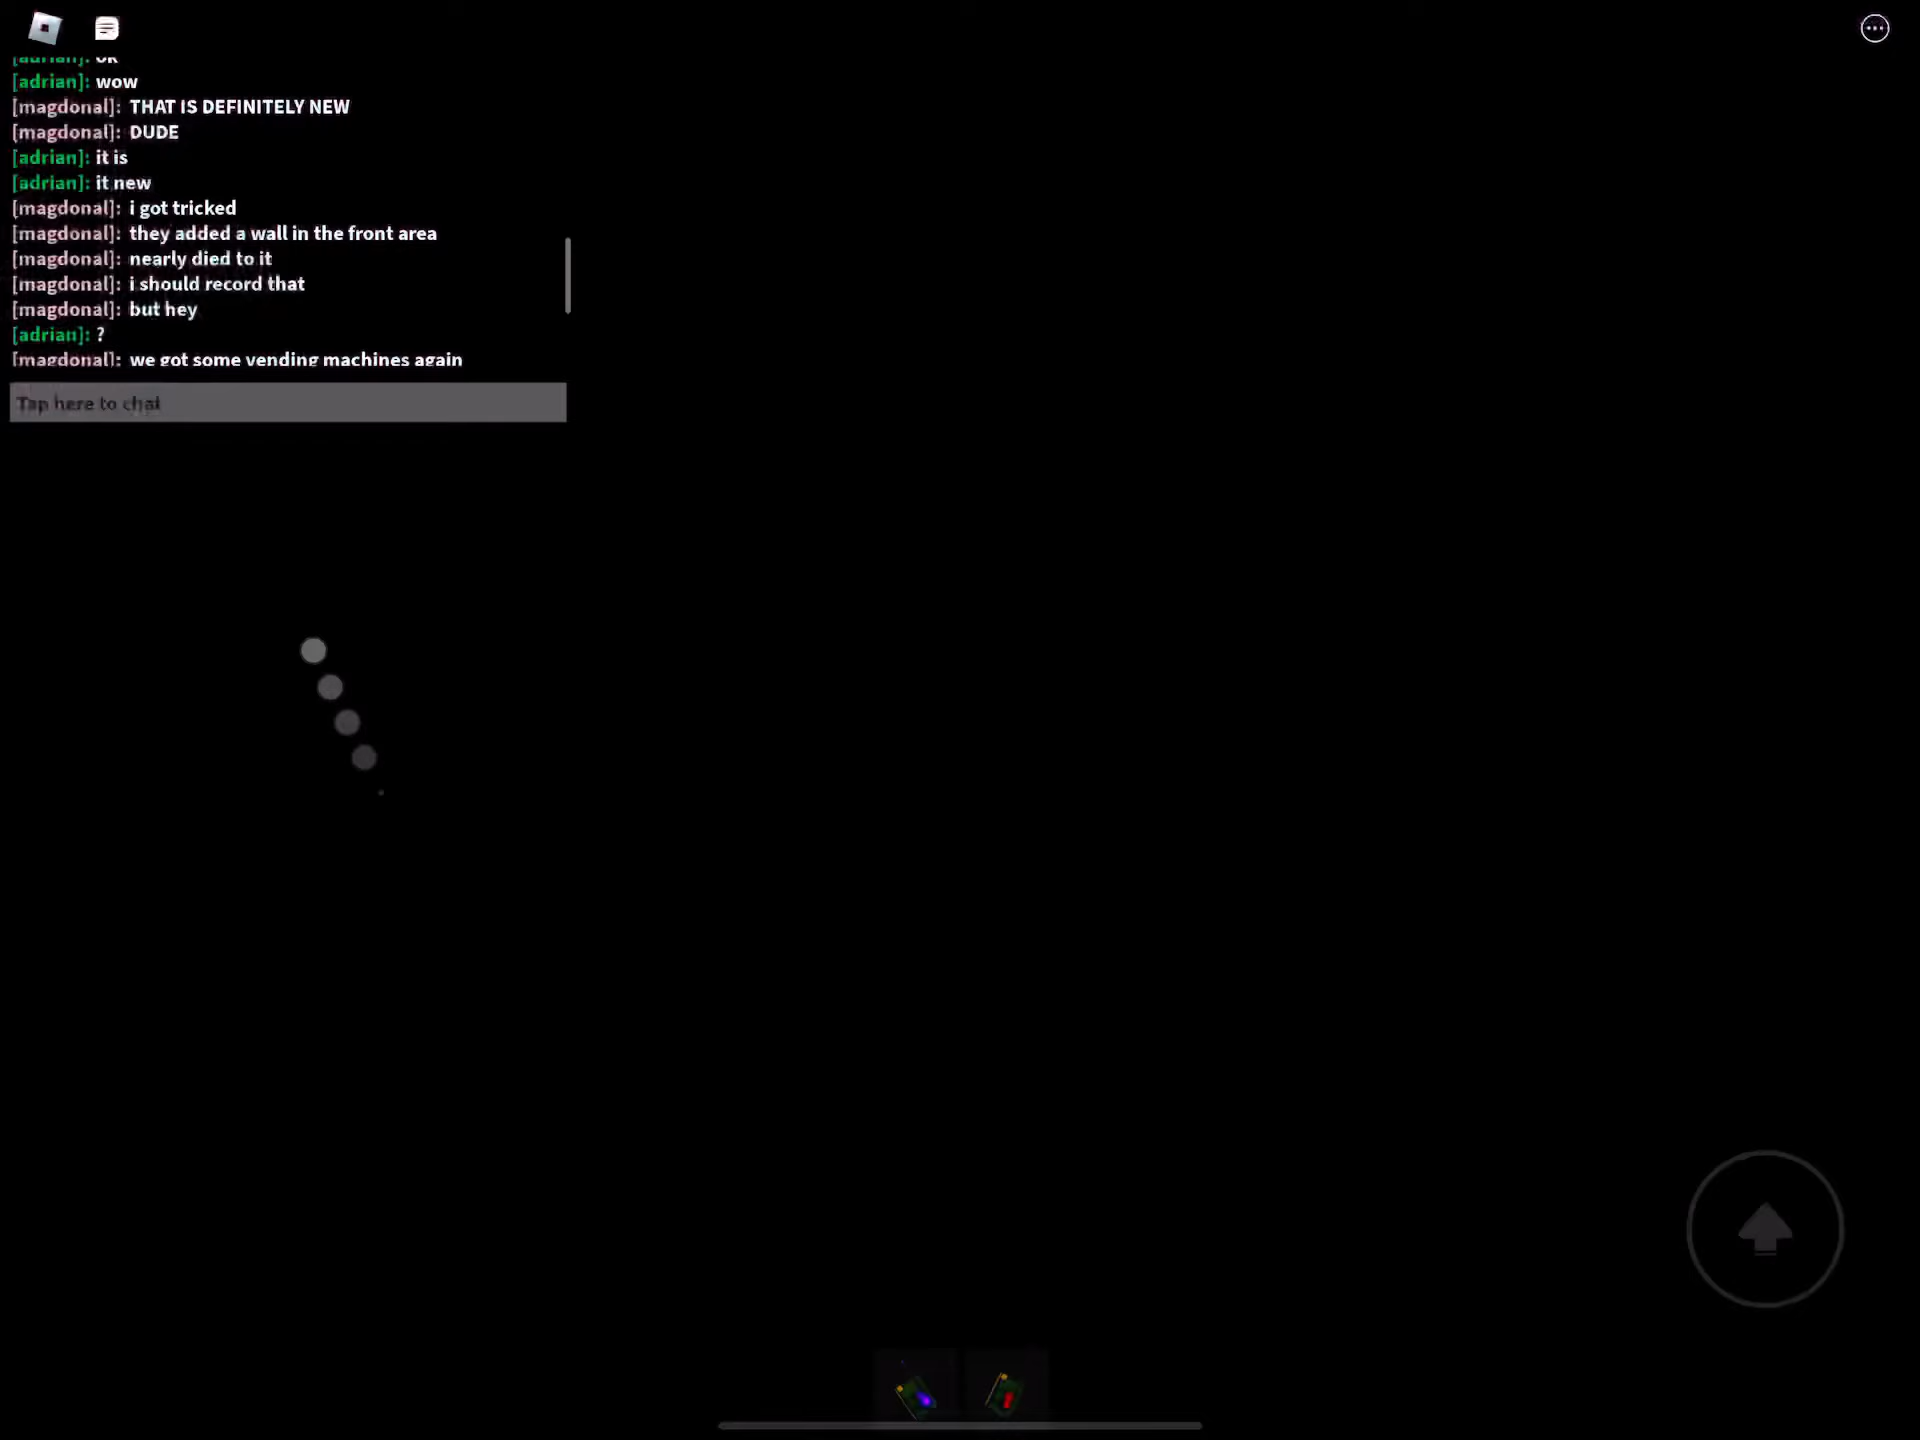 [adrian]: ok
[adrian]: wow
[magdonal]: THAT IS DEFINITELY NEW
[magdonal]: DUDE
[adrian]: it is
[adrian]: it new
[magdonal]: i got tricked
[magdonal]: they added a wall in the front area
[magdonal]: nearly died to it
[magdonal]: i should record that
[magdonal]: but hey
[adrian]: ?
[magdonal]: we got some vending machines again
Tap here to chat